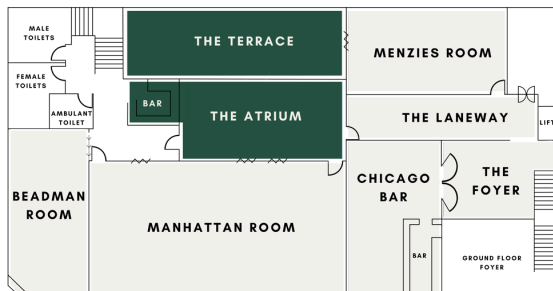 MALE
TOILETS
THE TERRACE
MENZIES ROOM
FEMALE
TOILETS
BAR
AMBULANT
TOILET
THE ATRIUM
THE LANEWAY
LIFT
BEADMAN
ROOM
MANHATTAN ROOM
CHICAGO
BAR
THE
FOYER
BAR
GROUND FLOOR
FOYER